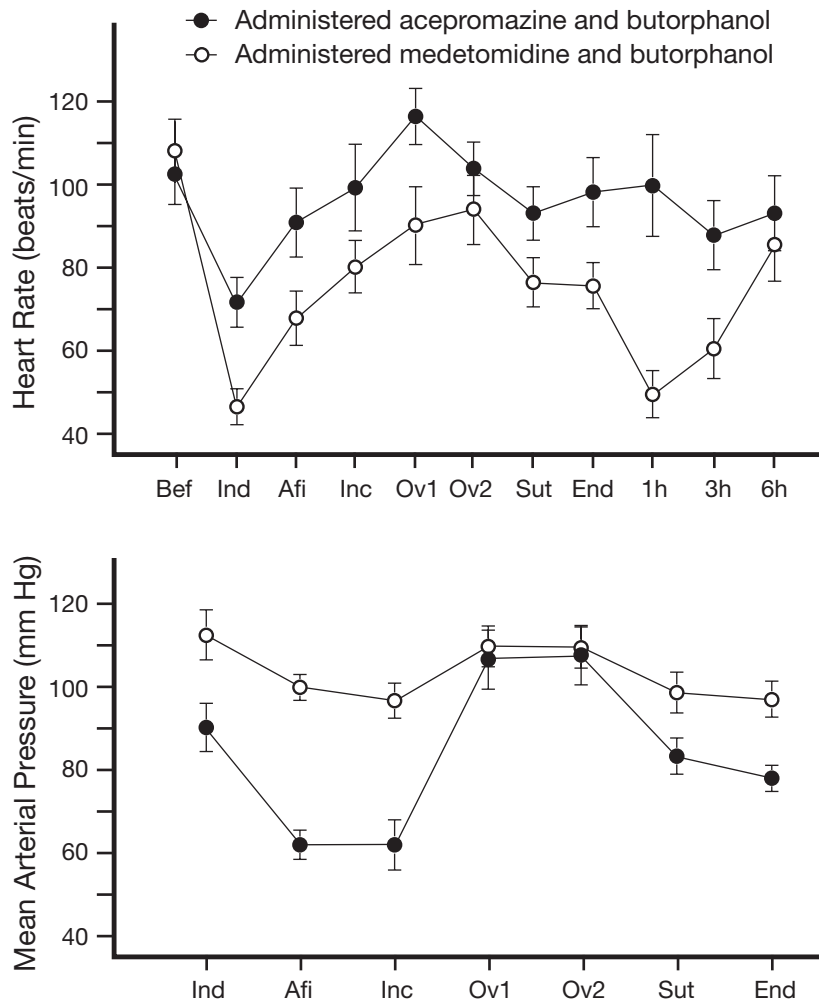 Administered acepromazine and butorphanol
Administered medetomidine and butorphanol
Heart Rate (beats/min)
120
100
80
60
40
Bef Ind Afi Inc Ov1 Ov2 Sut End 1h 3h 6h
Mean Arterial Pressure (mm Hg)
120
100
80
60
40
Ind Afi Inc Ov1 Ov2 Sut End